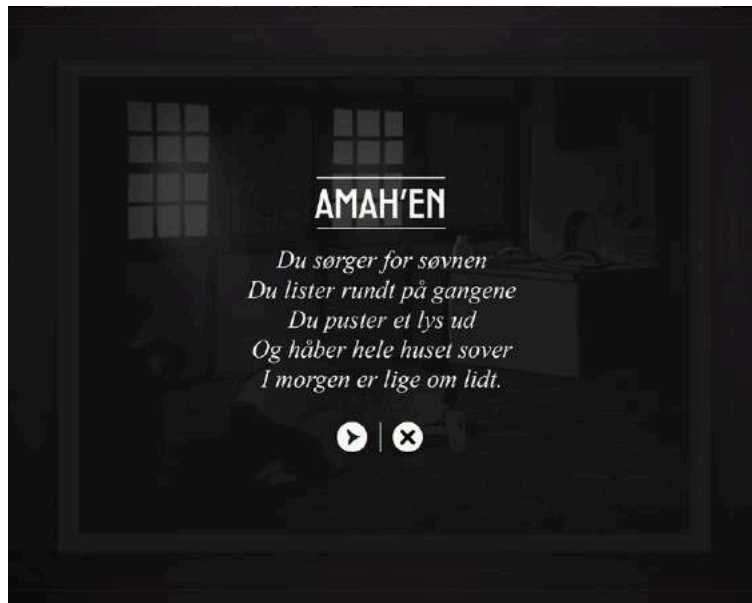 AMAH'EN
Du sørger for søvnen
Du lister rundt på gangene
Du puster et lys ud
Og håber hele huset sover
I morgen er lige om lidt.